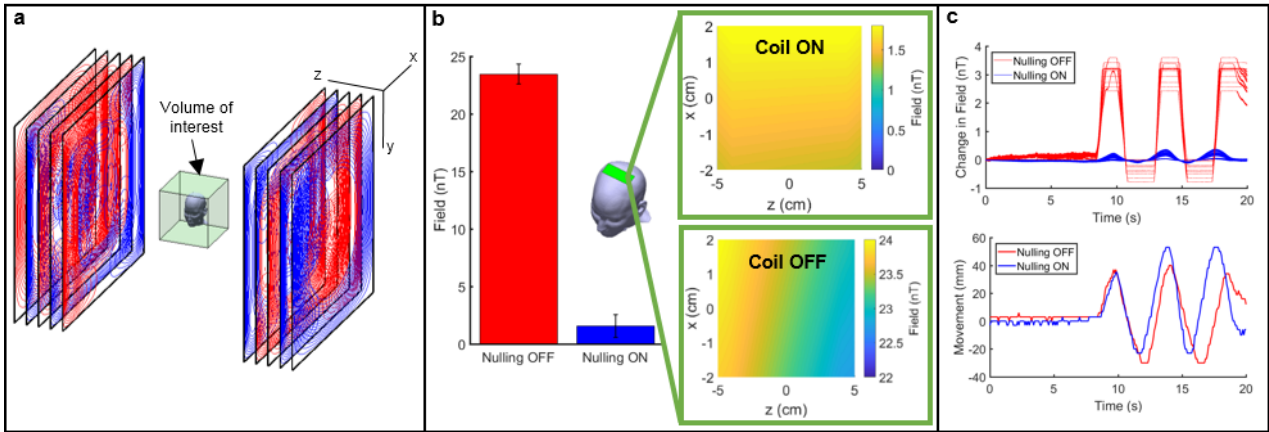 a
z
x
y
Volume of
interest
b
25
20
15
10
5
0
Field (nT)
Nulling OFF
Nulling ON
Coil ON
2
1
0
-1
-2
x (cm)
-5
0
5
z (cm)
1.5
1
0.5
0
Field (nT)
Coil OFF
2
1
0
-1
-2
x (cm)
-5
0
5
z (cm)
24
23.5
23
22.5
22
Field (nT)
c
Nulling OFF
Nulling ON
4
3
2
1
0
-1
Change in Field (nT)
0
5
10
15
20
Time (s)
Nulling OFF
Nulling ON
60
40
20
0
-20
-40
Movement (mm)
0
5
10
15
20
Time (s)